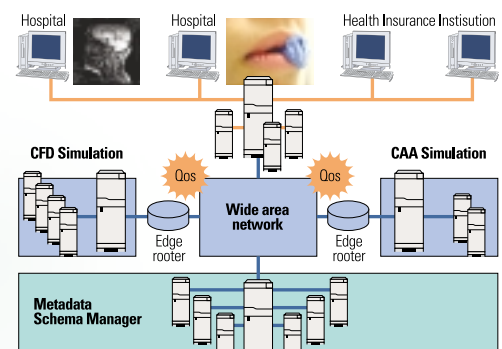 Hospital
Hospital
Health Insurance Instisution
CFD Simulation
CAA Simulation
Qos
Qos
Wide area
network
Edge
rooter
Edge
rooter
Metadata
Schema Manager